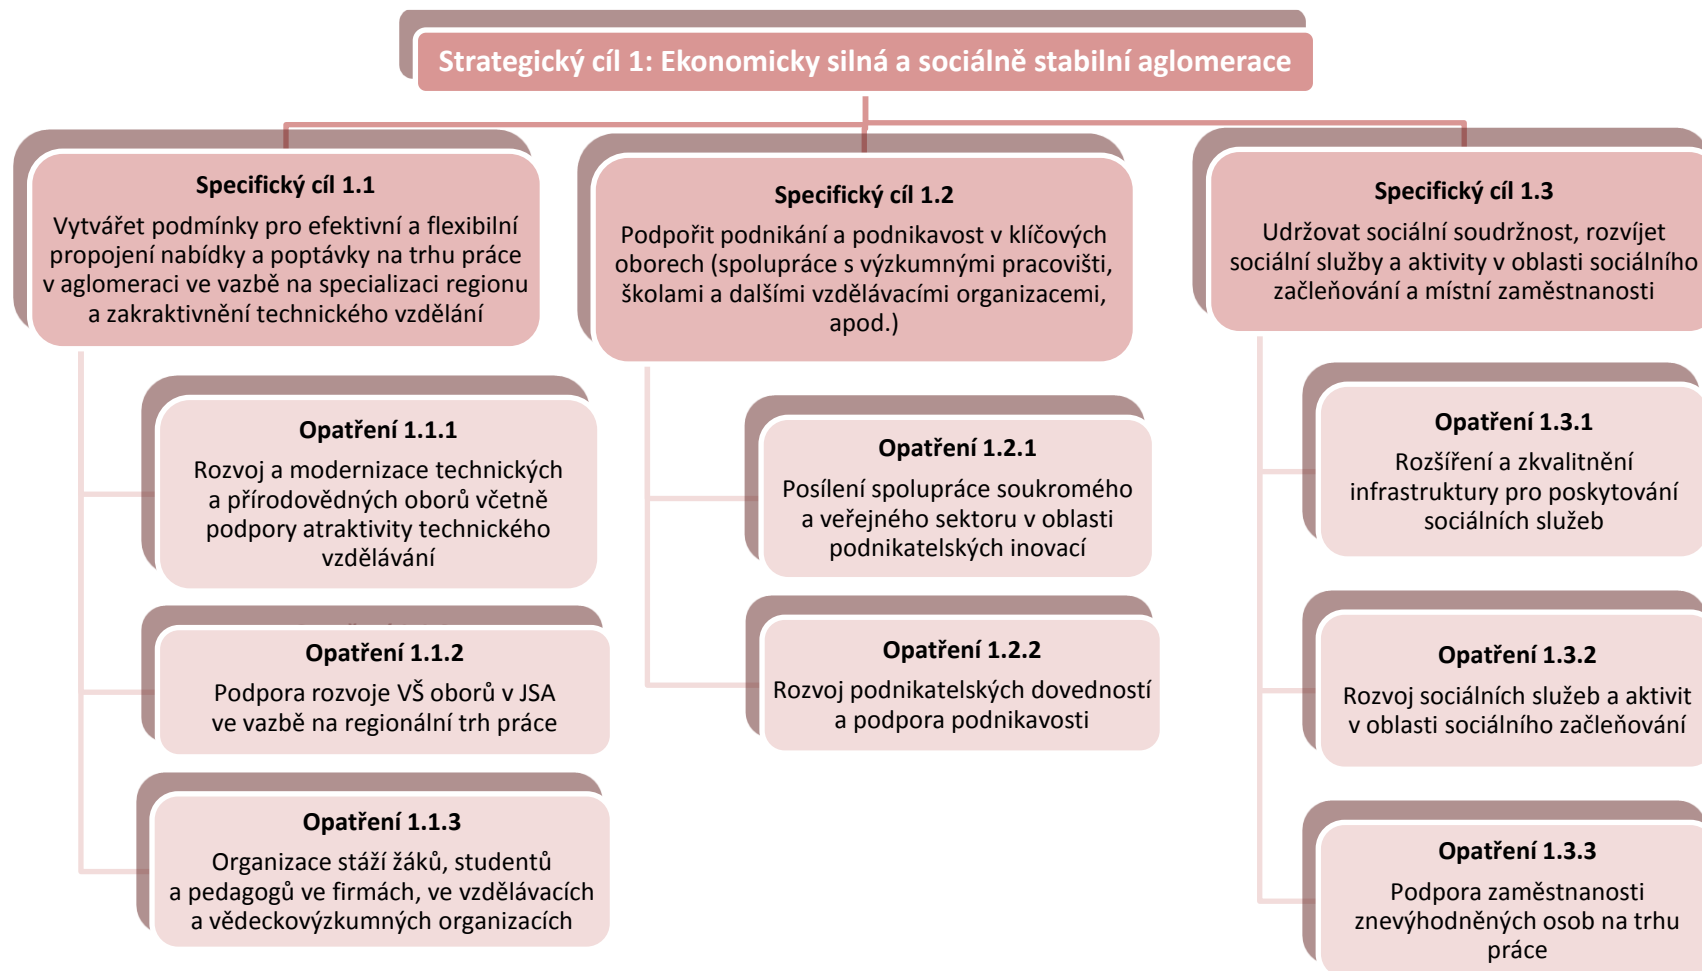 Strategický cíl 1: Ekonomicky silná a sociálně stabilní aglomerace
Specifický cíl 1.1
Vytvářet podmínky pro efektivní a flexibilní
propojení nabídky a poptávky na trhu práce
v aglomeraci ve vazbě na specializaci regionu
a zakraktivnění technického vzdělání
Opatření 1.1.1
Rozvoj a modernizace technických
a přírodovědných oborů včetně
podpory atraktivity technického
vzdělávání
Opatření 1.1.2
Podpora rozvoje VŠ oborů v JSA
ve vazbě na regionální trh práce
Opatření 1.1.3
Organizace stáží žáků, studentů
a pedagogů ve firmách, ve vzdělávacích
a vědeckovýzkumných organizacích
Specifický cíl 1.2
Podpořit podnikání a podnikavost v klíčových
oborech (spolupráce s výzkumnými pracovišti,
školami a dalšími vzdělávacími organizacemi,
apod.)
Opatření 1.2.1
Posílení spolupráce soukromého
a veřejného sektoru v oblasti
podnikatelských inovací
Opatření 1.2.2
Rozvoj podnikatelských dovedností
a podpora podnikavosti
Specifický cíl 1.3
Udržovat sociální soudržnost, rozvíjet
sociální služby a aktivity v oblasti sociálního
začleňování a místní zaměstnanosti
Opatření 1.3.1
Rozšíření a zkvalitnění
infrastruktury pro poskytování
sociálních služeb
Opatření 1.3.2
Rozvoj sociálních služeb a aktivit
v oblasti sociálního začleňování
Opatření 1.3.3
Podpora zaměstnanosti
znevýhodněných osob na trhu
práce